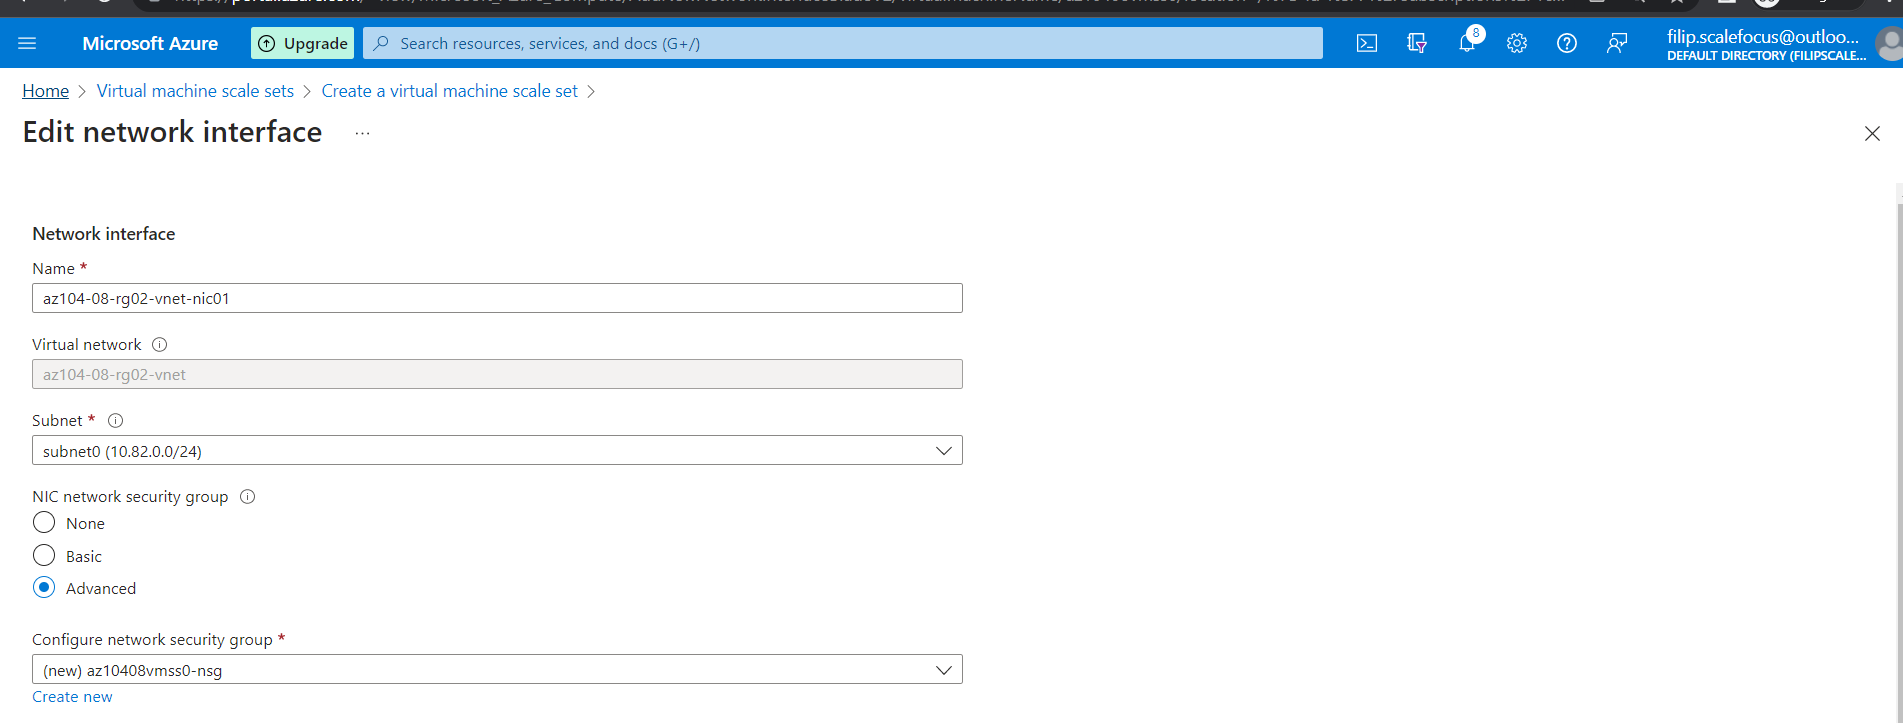 Microsoft Azure
Upgrade
Search resources, services, and docs (G+/)
8
filip.scalefocus@outloo...
DEFAULT DIRECTORY (FILIPSCALE...
Home > Virtual machine scale sets > Create a virtual machine scale set >
Edit network interface ...
Network interface
Name *
az104-08-rg02-vnet-nic01
Virtual network
az104-08-rg02-vnet
Subnet *
subnet0 (10.82.0.0/24)
NIC network security group
None
Basic
Advanced
Configure network security group *
(new) az10408vmss0-nsg
Create new